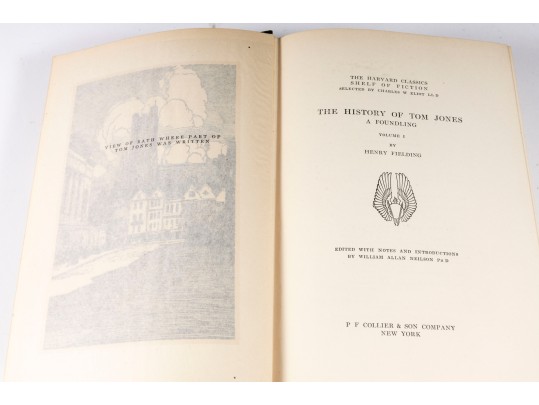 VIEW OF BATH WHERE PART OF
TOM JONES WAS WRITTEN
THE HARVARD CLASSICS
SHELF OF FICTION
SELECTED BY CHARLES W ELIOT LL D
THE HISTORY OF TOM JONES
A FOUNDLING
VOLUME I
BY
HENRY FIELDING
EDITED WITH NOTES AND INTRODUCTIONS
BY WILLIAM ALLAN NEILSON Ph D
P F COLLIER & SON COMPANY
NEW YORK